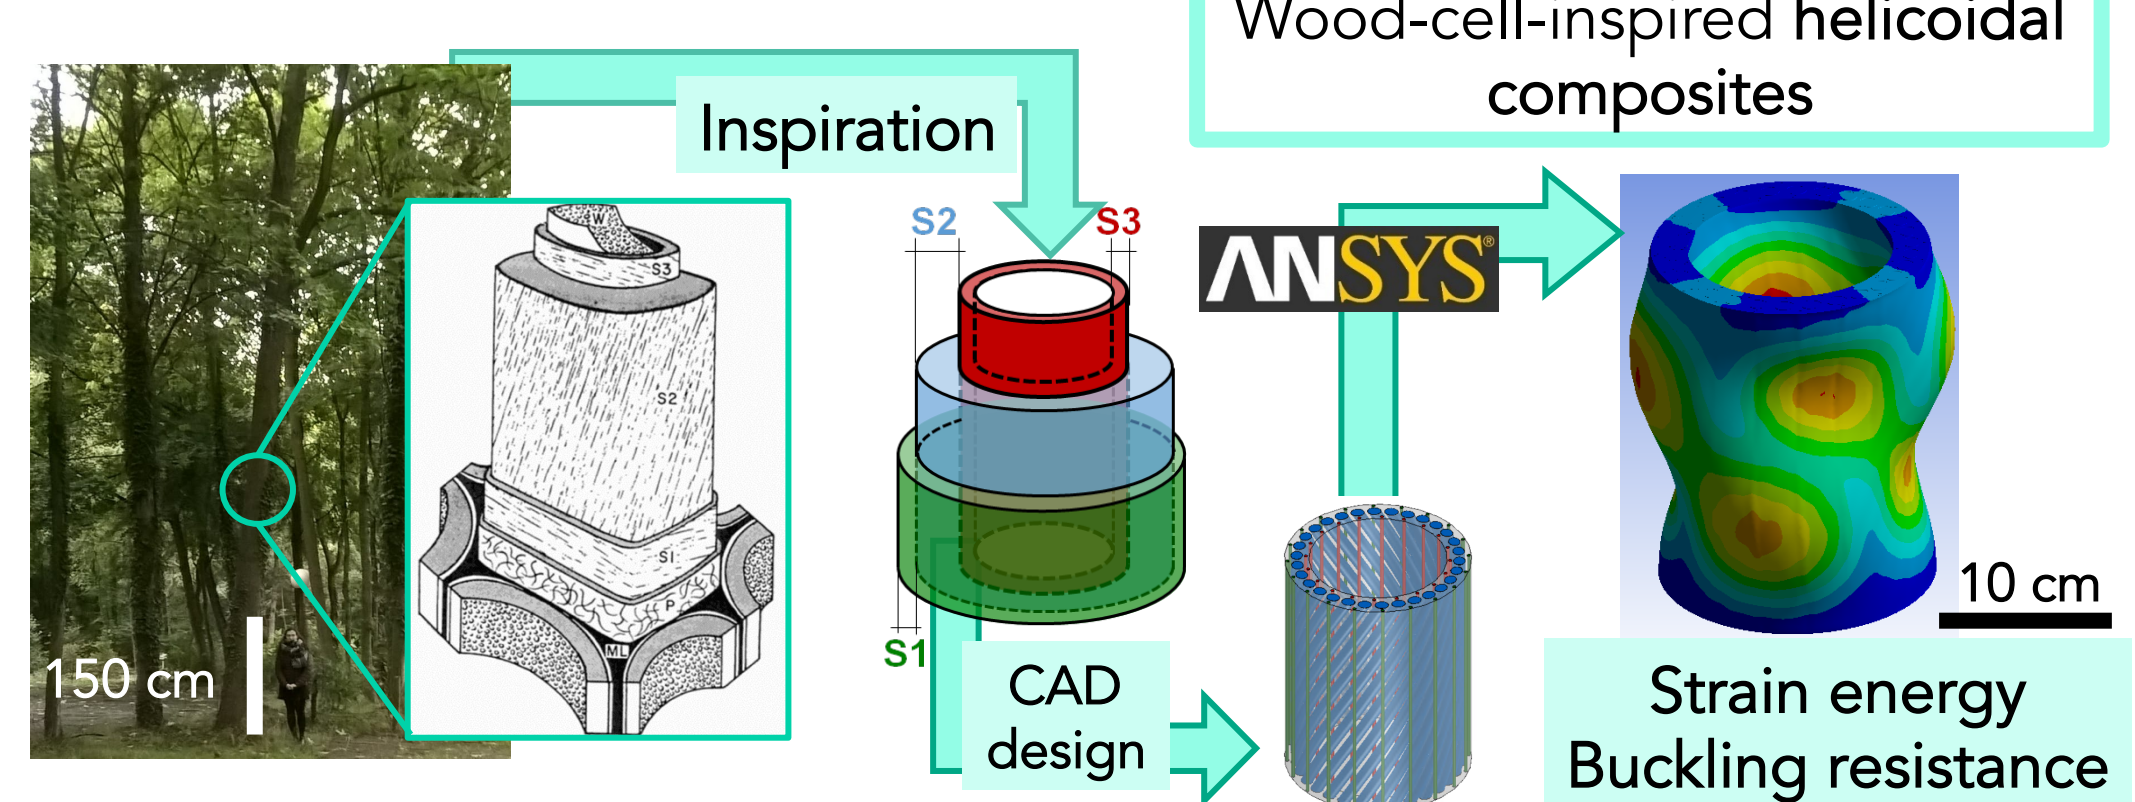 Wood-cell-inspired helicoidal
composites
Inspiration
S2
S3
ANSYS®
W
S3
S2
S1
P
ML
150 cm
S1
CAD
design
10 cm
Strain energy
Buckling resistance